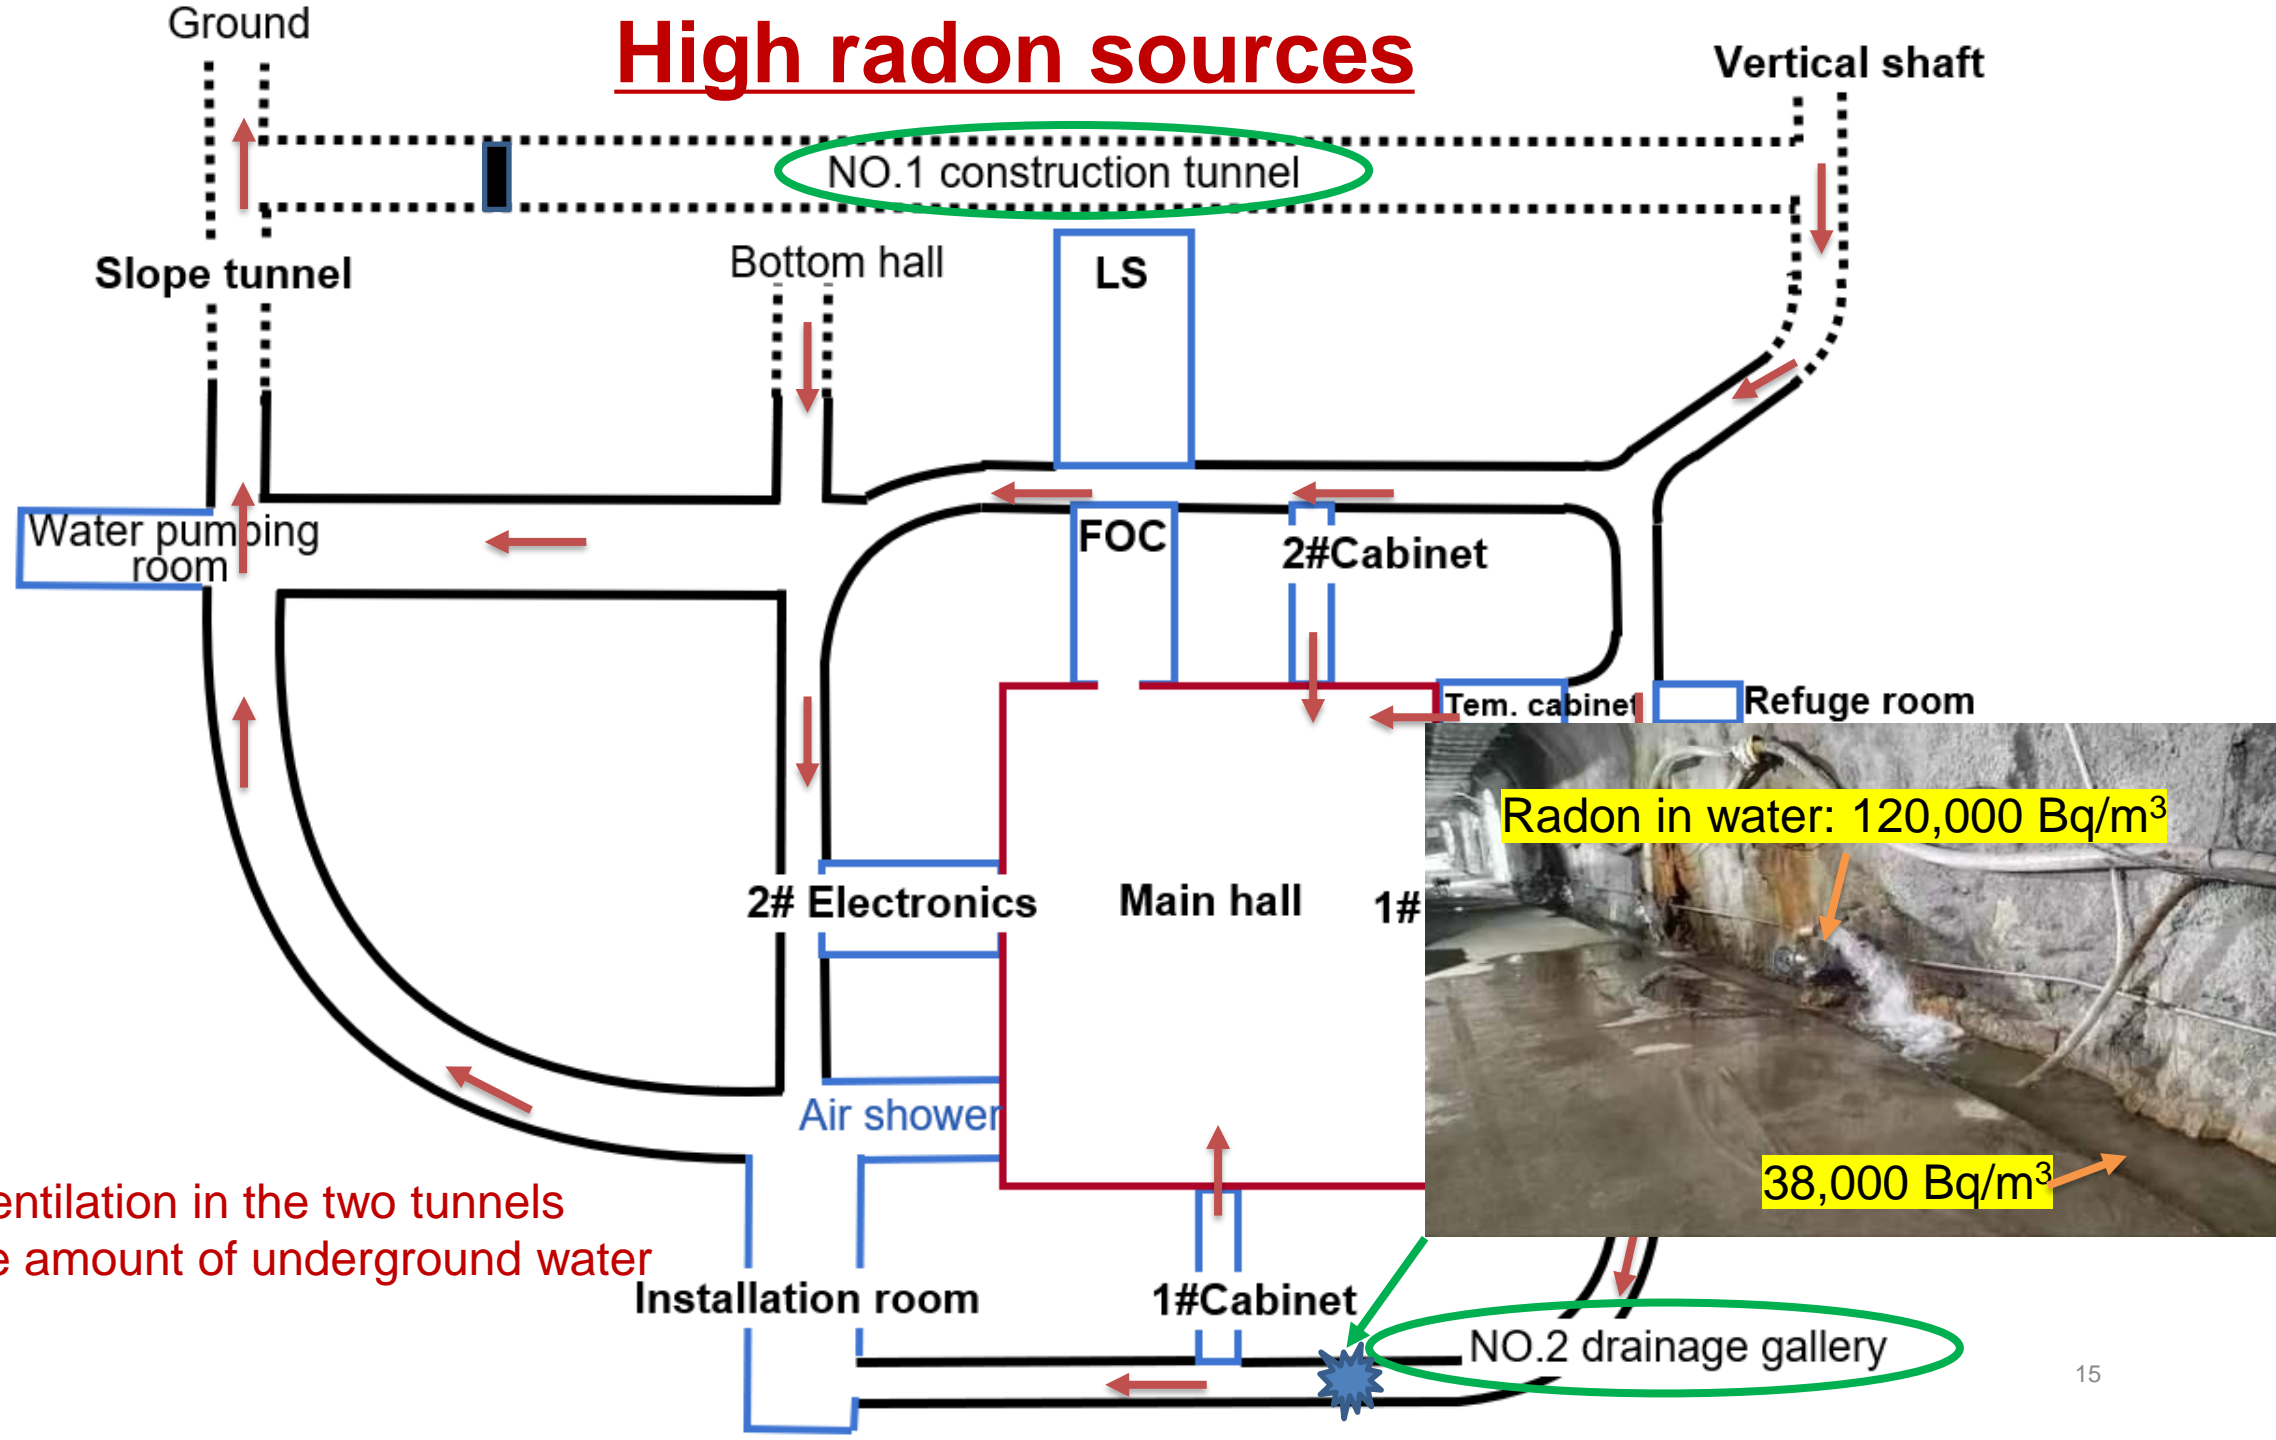 Ground
High radon sources
Vertical shaft
NO.1 construction tunnel
Slope tunnel
Bottom hall
LS
Water pumping
room
FOC
2#Cabinet
Tem. cabinet
Refuge room
Radon in water: 120,000 Bq/m³
2# Electronics
Main hall
1#
Air shower
38,000 Bq/m³
entilation in the two tunnels
e amount of underground water
Installation room
1#Cabinet
NO.2 drainage gallery
15